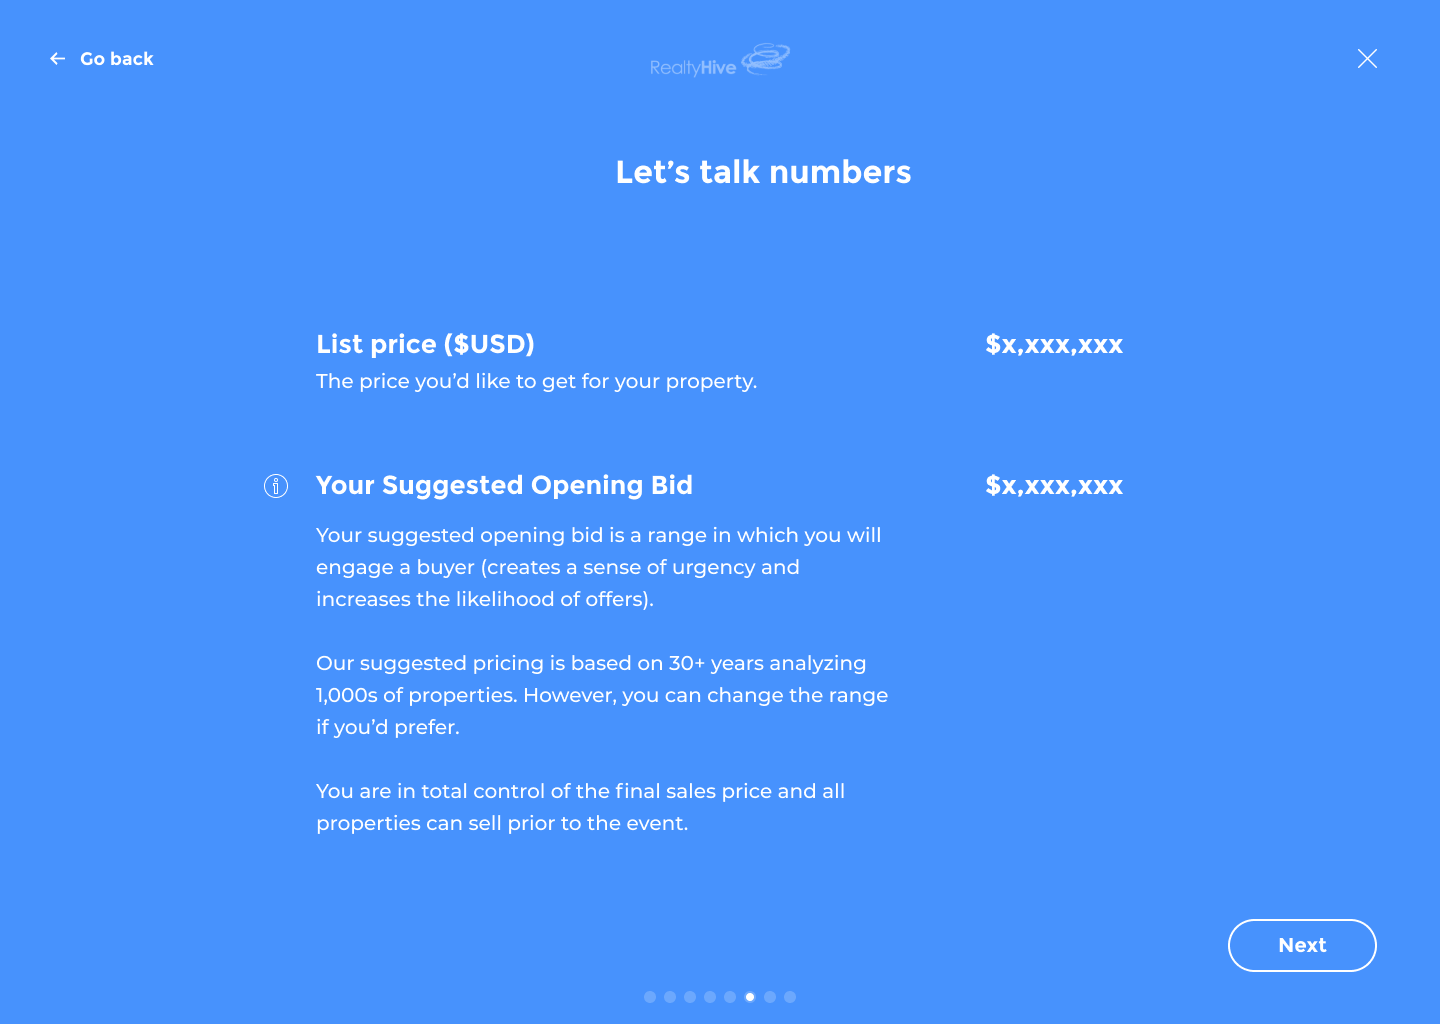 Go back
RealtyHive
Let’s talk numbers
List price ($USD)
$x,xxx,xxx
The price you’d like to get for your property.
Your Suggested Opening Bid
$x,xxx,xxx
Your suggested opening bid is a range in which you will
engage a buyer (creates a sense of urgency and
increases the likelihood of offers).
Our suggested pricing is based on 30+ years analyzing
1,000s of properties. However, you can change the range
if you’d prefer.
You are in total control of the final sales price and all
properties can sell prior to the event.
Next